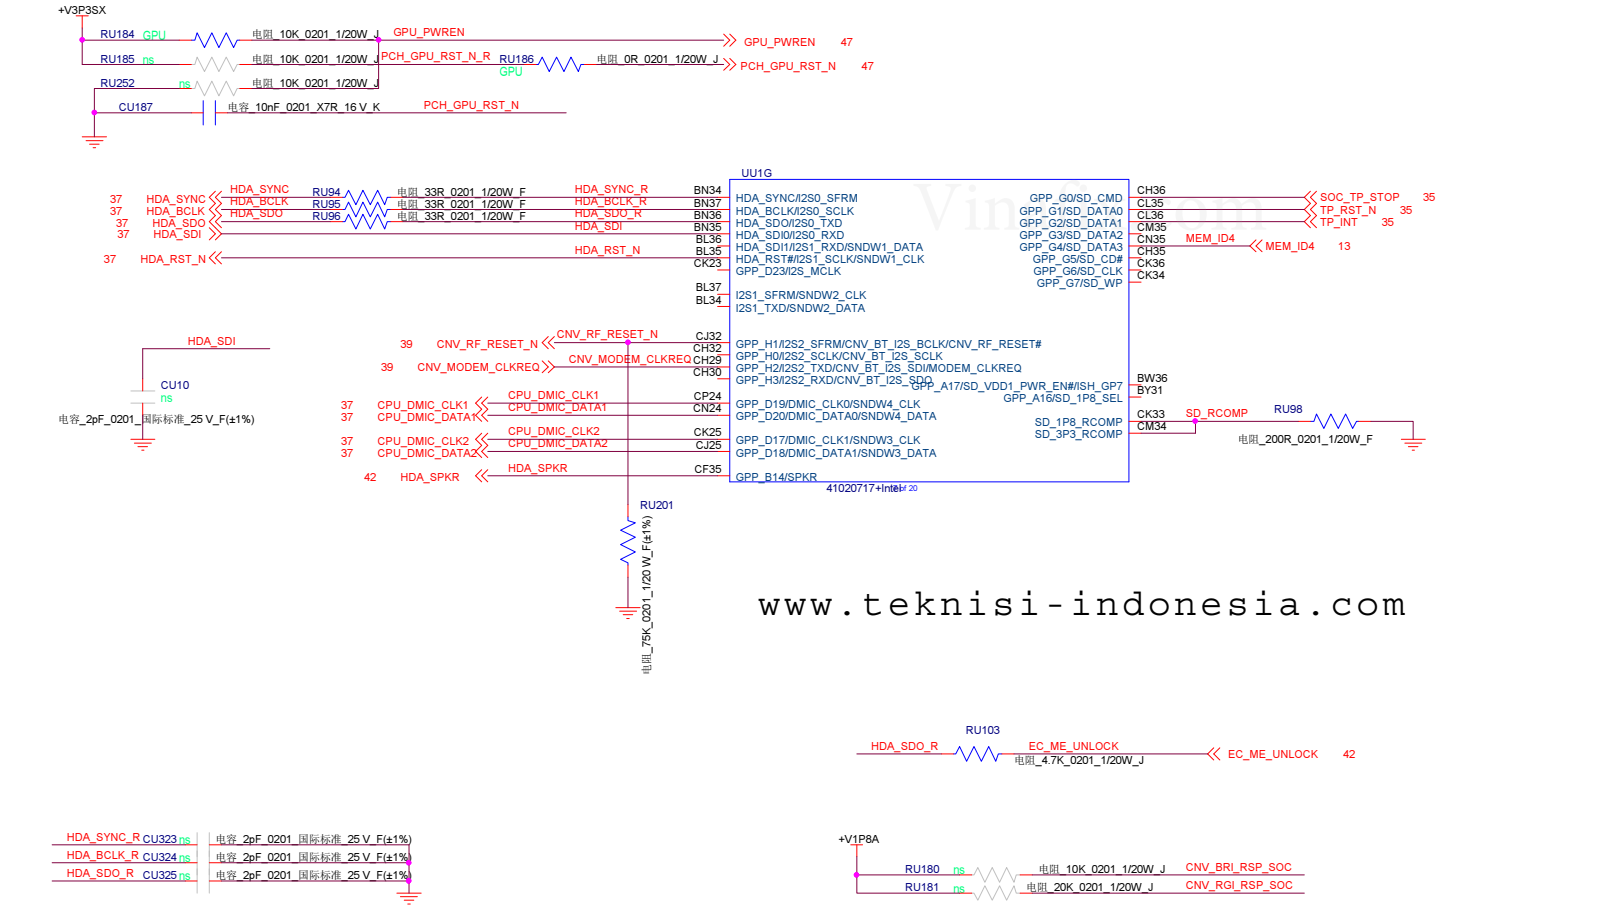 +V3P3SX
RU184 GPU 电阻_10K_0201_1/20W_J GPU_PWREN
GPU_PWREN 47
RU185 ns 电阻_10K_0201_1/20W_J PCH_GPU_RST_N_R RU186 GPU 电阻_0R_0201_1/20W_J PCH_GPU_RST_N 47
RU252 ns 电阻_10K_0201_1/20W_J
CU187 电容_10nF_0201_X7R_16 V_K PCH_GPU_RST_N
UU1G
37 HDA_SYNC HDA_SYNC RU94 电阻_33R_0201_1/20W_F HDA_SYNC_R BN34 HDA_SYNC/I2S0_SFRM
37 HDA_BCLK HDA_BCLK RU95 电阻_33R_0201_1/20W_F HDA_BCLK_R BN37 HDA_BCLK/I2S0_SCLK
37 HDA_SDO HDA_SDO RU96 电阻_33R_0201_1/20W_F HDA_SDO_R BN36 HDA_SDO/I2S0_TXD
37 HDA_SDI HDA_SDI BN35 HDA_SDI0/I2S0_RXD
BL36 HDA_SDI1/I2S1_RXD/SNDW1_DATA
37 HDA_RST_N HDA_RST_N BL35 HDA_RST#/I2S1_SCLK/SNDW1_CLK
CK23 GPP_D23/I2S_MCLK
BL37 I2S1_SFRM/SNDW2_CLK
BL34 I2S1_TXD/SNDW2_DATA
GPP_G0/SD_CMD CH36 SOC_TP_STOP 35
GPP_G1/SD_DATA0 CL35 TP_RST_N 35
GPP_G2/SD_DATA1 CL36 TP_INT 35
GPP_G3/SD_DATA2 CM35
GPP_G4/SD_DATA3 CN35 MEM_ID4 MEM_ID4 13
GPP_G5/SD_CD# CH35
GPP_G6/SD_CLK CK36
GPP_G7/SD_WP CK34
39 CNV_RF_RESET_N CNV_RF_RESET_N CJ32 GPP_H1/I2S2_SFRM/CNV_BT_I2S_BCLK/CNV_RF_RESET#
CH32 GPP_H0/I2S2_SCLK/CNV_BT_I2S_SCLK
39 CNV_MODEM_CLKREQ CNV_MODEM_CLKREQ CH29 GPP_H2/I2S2_TXD/CNV_BT_I2S_SDI/MODEM_CLKREQ
CH30 GPP_H3/I2S2_RXD/CNV_BT_I2S_SDO
GPP_A17/SD_VDD1_PWR_EN#/ISH_GP7 BW36
GPP_A16/SD_1P8_SEL BY31
37 CPU_DMIC_CLK1 CPU_DMIC_CLK1 CP24 GPP_D19/DMIC_CLK0/SNDW4_CLK
37 CPU_DMIC_DATA1 CPU_DMIC_DATA1 CN24 GPP_D20/DMIC_DATA0/SNDW4_DATA
37 CPU_DMIC_CLK2 CPU_DMIC_CLK2 CK25 GPP_D17/DMIC_CLK1/SNDW3_CLK
37 CPU_DMIC_DATA2 CPU_DMIC_DATA2 CJ25 GPP_D18/DMIC_DATA1/SNDW3_DATA
42 HDA_SPKR HDA_SPKR CF35 GPP_B14/SPKR
SD_1P8_RCOMP CK33 SD_RCOMP RU98
SD_3P3_RCOMP CM34 电阻_200R_0201_1/20W_F
41020717+Intel of 20
HDA_SDI
CU10
ns
电容_2pF_0201_国际标准_25 V_F(±1%)
RU201
电阻_75K_0201_1/20 W_F(±1%)
www.teknisi-indonesia.com
RU103
HDA_SDO_R EC_ME_UNLOCK EC_ME_UNLOCK 42
电阻_4.7K_0201_1/20W_J
HDA_SYNC_R CU323 ns 电容_2pF_0201_国际标准_25 V_F(±1%)
HDA_BCLK_R CU324 ns 电容_2pF_0201_国际标准_25 V_F(±1%)
HDA_SDO_R CU325 ns 电容_2pF_0201_国际标准_25 V_F(±1%)
+V1P8A
RU180 ns 电阻_10K_0201_1/20W_J CNV_BRI_RSP_SOC
RU181 ns 电阻_20K_0201_1/20W_J CNV_RGI_RSP_SOC